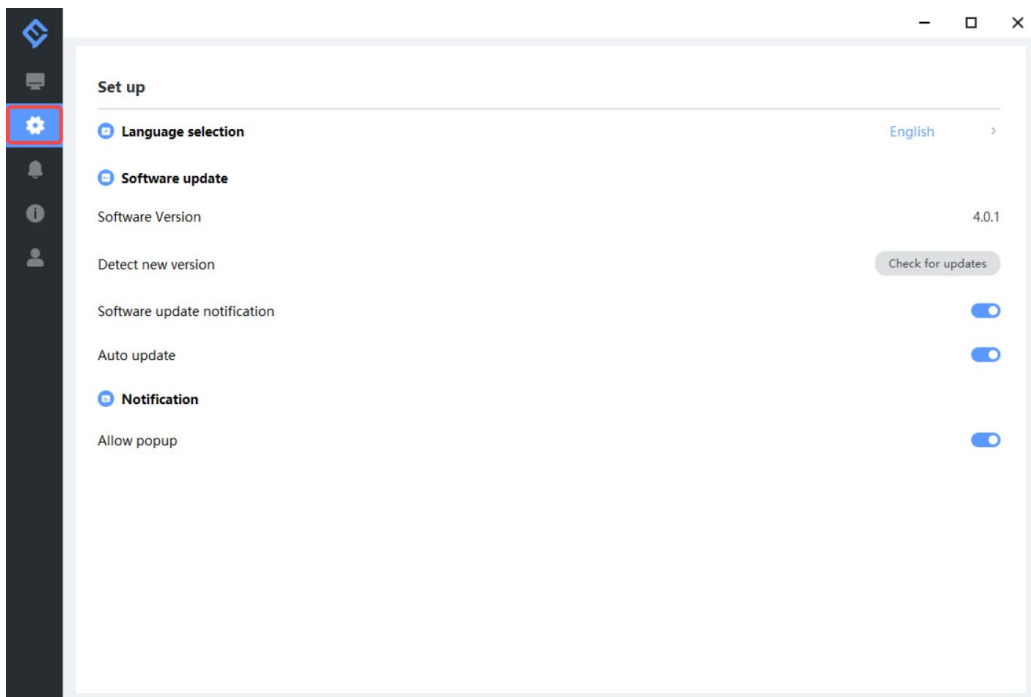 Set up
Language selection English
Software update
Software Version 4.0.1
Detect new version Check for updates
Software update notification
Auto update
Notification
Allow popup